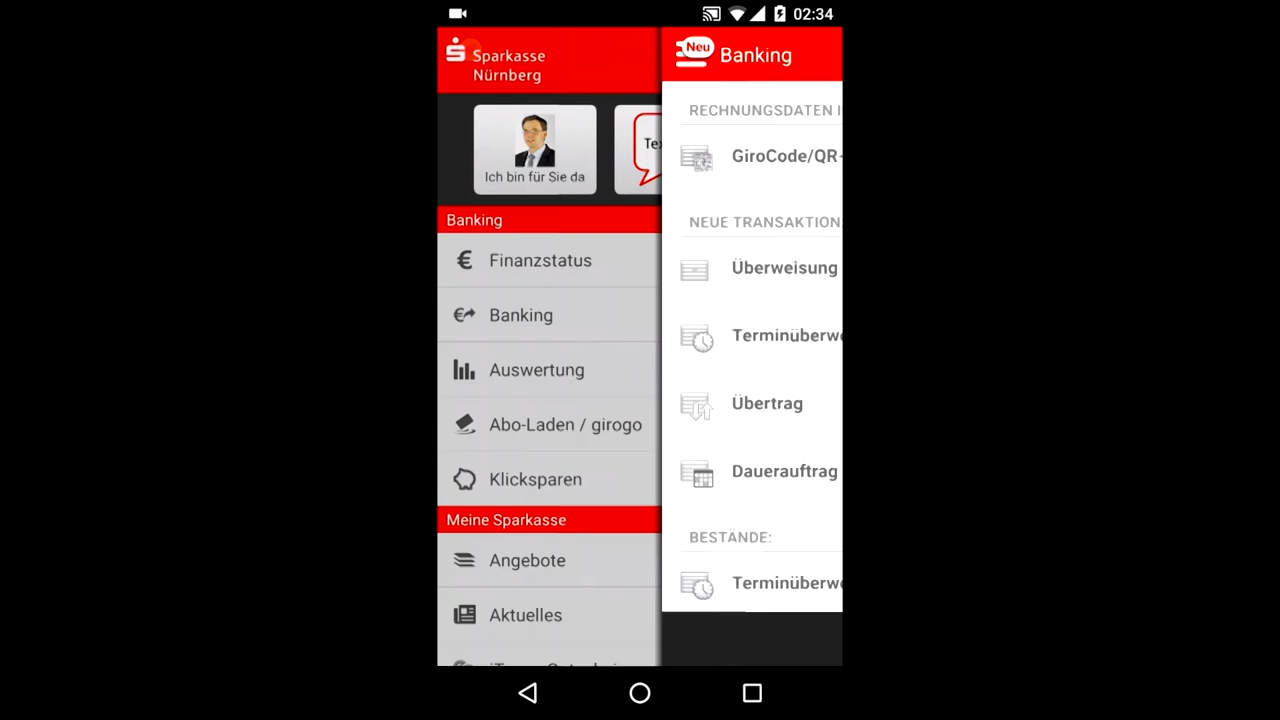 02:34
Sparkasse
Nürnberg
Ich bin für Sie da
Banking
Finanzstatus
Banking
Auswertung
Abo-Laden / girogo
Klicksparen
Meine Sparkasse
Angebote
Aktuelles
Neu
Banking
RECHNUNGSDATEN
GiroCode/QR-
NEUE TRANSAKTION
Überweisung
Terminüberw
Übertrag
Dauerauftrag
BESTÄNDE:
Terminüberw